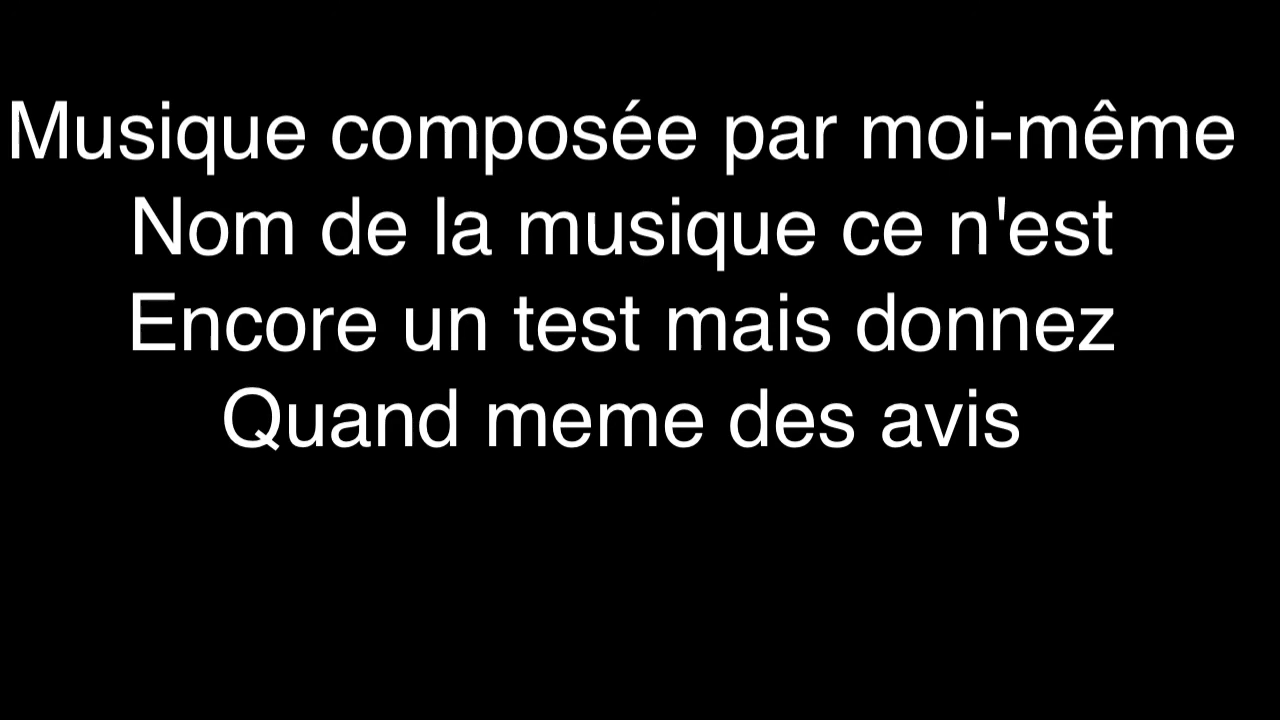 Musique composée par moi-même
Nom de la musique ce n'est
Encore un test mais donnez
Quand meme des avis